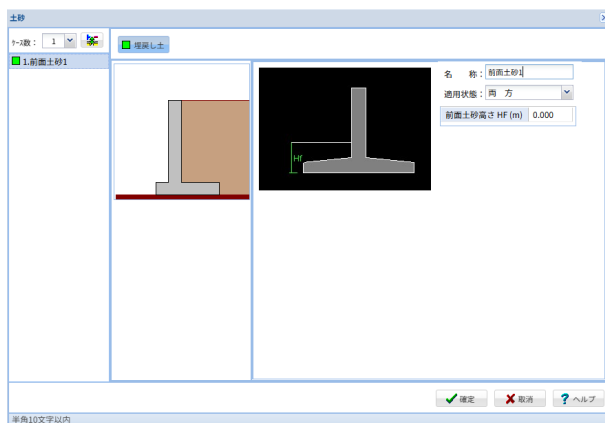 土砂
ケース数： 1
埋戻し土
1.前面土砂1
名　称：前面土砂1
適用状態：両　方
前面土砂高さ HF (m) 0.000
Hf
確定 取消 ヘルプ
半角10文字以内